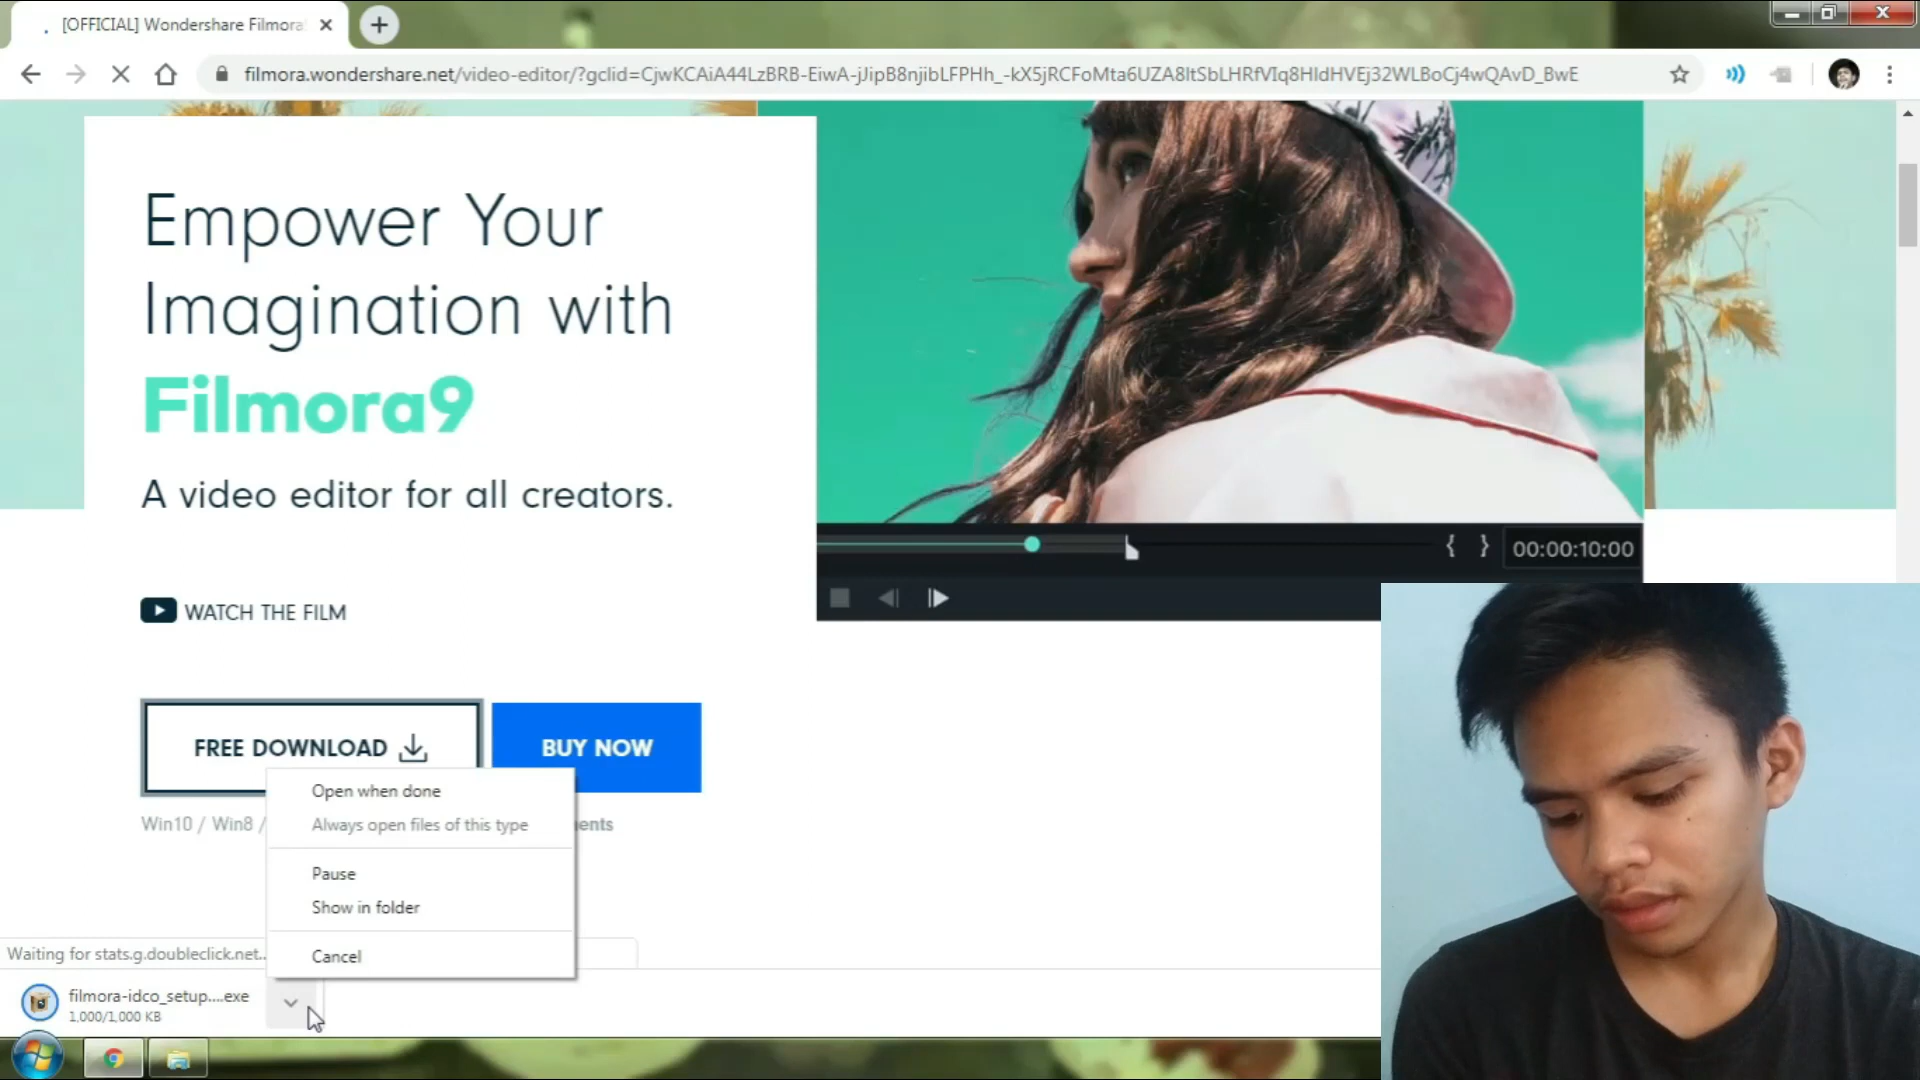 [OFFICIAL] Wondershare Filmora
filmora.wondershare.net/video-editor/?gclid=CjwKCAiA44LzBRB-EiwA-jJipB8njibLFPHh_-kX5jRCFoMta6UZA8ltSbLHRfVIq8HldHVEj32WLBoCj4wQAvD_BwE
Empower Your
Imagination with
Filmora9
A video editor for all creators.
00:00:10:00
WATCH THE FILM
FREE DOWNLOAD
BUY NOW
Open when done
Win10 / Win8 /
Always open files of this type
Pause
Show in folder
Waiting for stats.g.doubleclick.net...
Cancel
filmora-idco_setup....exe
1,000/1,000 KB